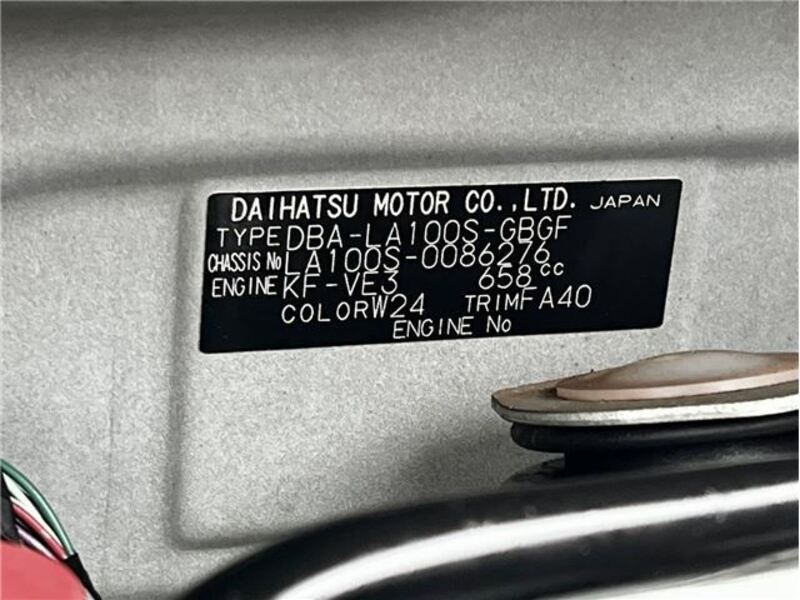 DAIHATSU MOTOR CO.,LTD. JAPAN
TYPE DBA-LA100S-GBGF
CHASSIS No LA100S-0086276
ENGINE KF-VE3 658cc
COLOR W24 TRIM FA40
ENGINE No